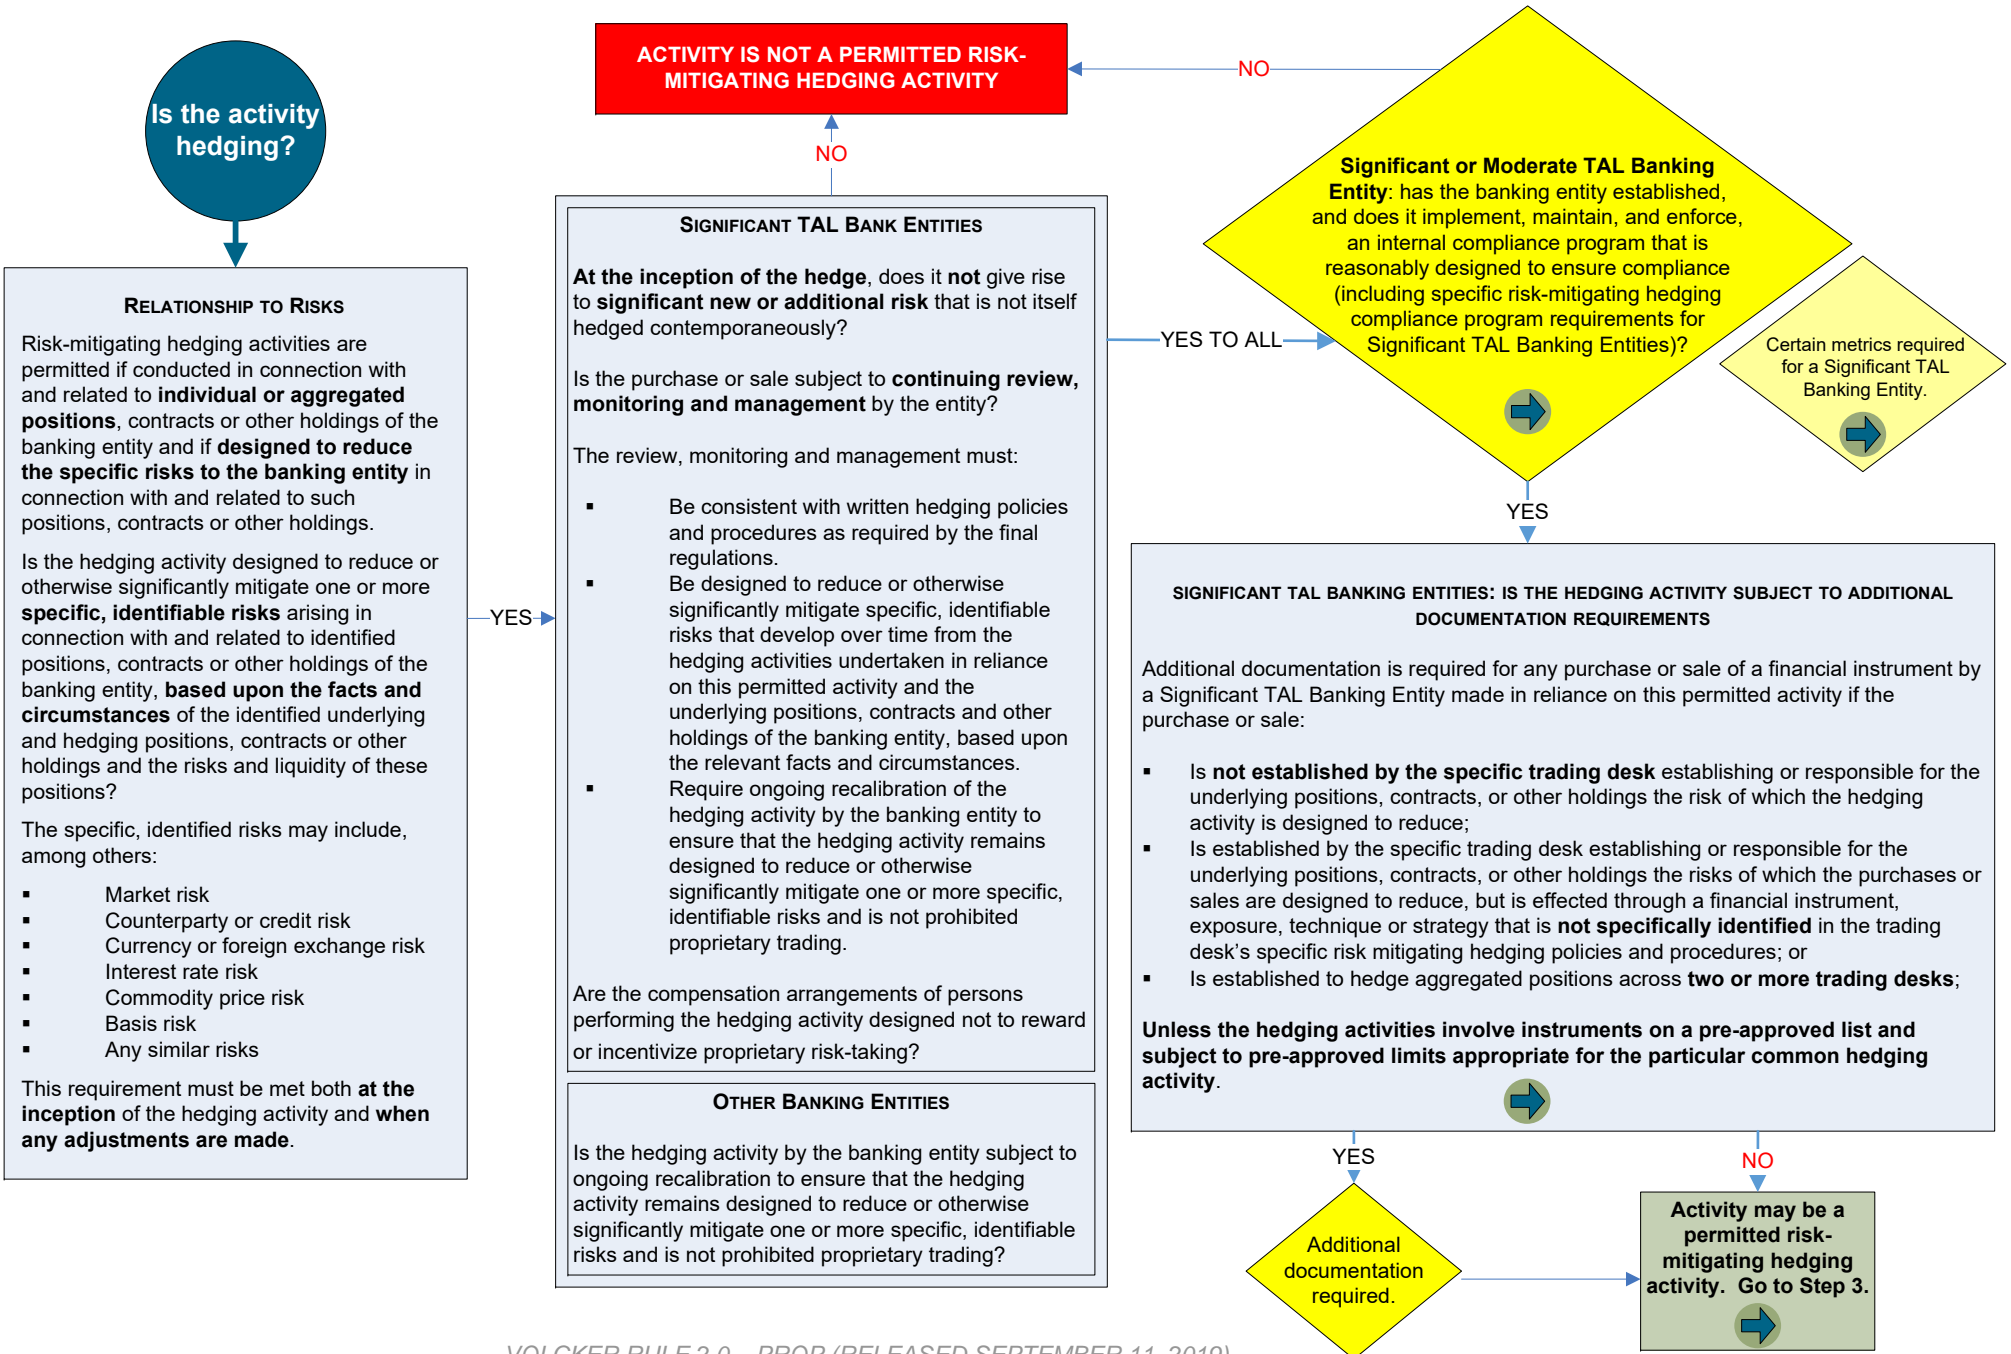 Is the activity
hedging?
RELATIONSHIP TO RISKS
Risk-mitigating hedging activities are
permitted if conducted in connection with
and related to individual or aggregated
positions, contracts or other holdings of the
banking entity and if designed to reduce
the specific risks to the banking entity in
connection with and related to such
positions, contracts or other holdings.
Is the hedging activity designed to reduce or
otherwise significantly mitigate one or more
specific, identifiable risks arising in
connection with and related to identified
positions, contracts or other holdings of the
banking entity, based upon the facts and
circumstances of the identified underlying
and hedging positions, contracts or other
holdings and the risks and liquidity of these
positions?
The specific, identified risks may include,
among others:
▪ Market risk
▪ Counterparty or credit risk
▪ Currency or foreign exchange risk
▪ Interest rate risk
▪ Commodity price risk
▪ Basis risk
▪ Any similar risks
This requirement must be met both at the
inception of the hedging activity and when
any adjustments are made.
YES
ACTIVITY IS NOT A PERMITTED RISK-
MITIGATING HEDGING ACTIVITY
NO
SIGNIFICANT TAL BANK ENTITIES
At the inception of the hedge, does it not give rise
to significant new or additional risk that is not itself
hedged contemporaneously?
Is the purchase or sale subject to continuing review,
monitoring and management by the entity?
The review, monitoring and management must:
▪ Be consistent with written hedging policies
and procedures as required by the final
regulations.
▪ Be designed to reduce or otherwise
significantly mitigate specific, identifiable
risks that develop over time from the
hedging activities undertaken in reliance
on this permitted activity and the
underlying positions, contracts and other
holdings of the banking entity, based upon
the relevant facts and circumstances.
▪ Require ongoing recalibration of the
hedging activity by the banking entity to
ensure that the hedging activity remains
designed to reduce or otherwise
significantly mitigate one or more specific,
identifiable risks and is not prohibited
proprietary trading.
Are the compensation arrangements of persons
performing the hedging activity designed not to reward
or incentivize proprietary risk-taking?
OTHER BANKING ENTITIES
Is the hedging activity by the banking entity subject to
ongoing recalibration to ensure that the hedging
activity remains designed to reduce or otherwise
significantly mitigate one or more specific, identifiable
risks and is not prohibited proprietary trading?
YES TO ALL
NO
Significant or Moderate TAL Banking
Entity: has the banking entity established,
and does it implement, maintain, and enforce,
an internal compliance program that is
reasonably designed to ensure compliance
(including specific risk-mitigating hedging
compliance program requirements for
Significant TAL Banking Entities)?
Certain metrics required
for a Significant TAL
Banking Entity.
YES
SIGNIFICANT TAL BANKING ENTITIES: IS THE HEDGING ACTIVITY SUBJECT TO ADDITIONAL
DOCUMENTATION REQUIREMENTS
Additional documentation is required for any purchase or sale of a financial instrument by
a Significant TAL Banking Entity made in reliance on this permitted activity if the
purchase or sale:
▪ Is not established by the specific trading desk establishing or responsible for the
underlying positions, contracts, or other holdings the risk of which the hedging
activity is designed to reduce;
▪ Is established by the specific trading desk establishing or responsible for the
underlying positions, contracts, or other holdings the risks of which the purchases or
sales are designed to reduce, but is effected through a financial instrument,
exposure, technique or strategy that is not specifically identified in the trading
desk's specific risk mitigating hedging policies and procedures; or
▪ Is established to hedge aggregated positions across two or more trading desks;
Unless the hedging activities involve instruments on a pre-approved list and
subject to pre-approved limits appropriate for the particular common hedging
activity.
YES
NO
Additional
documentation
required.
Activity may be a
permitted risk-
mitigating hedging
activity. Go to Step 3.
VOLCKER RULE 2.0 – PROP (RELEASED SEPTEMBER 11, 2019)